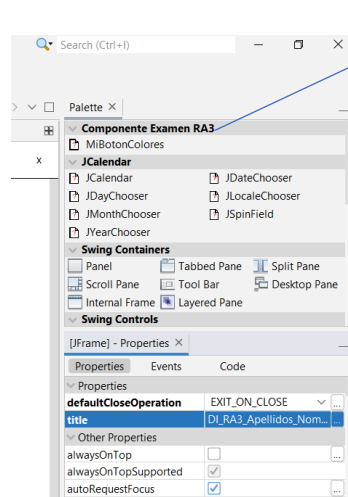 Search (Ctrl+I)
Palette
Componente Examen RA3
MiBotonColores
JCalendar
JCalendar JDateChooser
JDayChooser JLocaleChooser
JMonthChooser JSpinField
JYearChooser
Swing Containers
Panel Tabbed Pane Split Pane
Scroll Pane Tool Bar Desktop Pane
Internal Frame Layered Pane
Swing Controls
[JFrame] - Properties
Properties Events Code
Properties
defaultCloseOperation EXIT_ON_CLOSE ...
title DI_RA3_Apellidos_Nom... ...
Other Properties
alwaysOnTop ...
alwaysOnTopSupported
autoRequestFocus ...
x